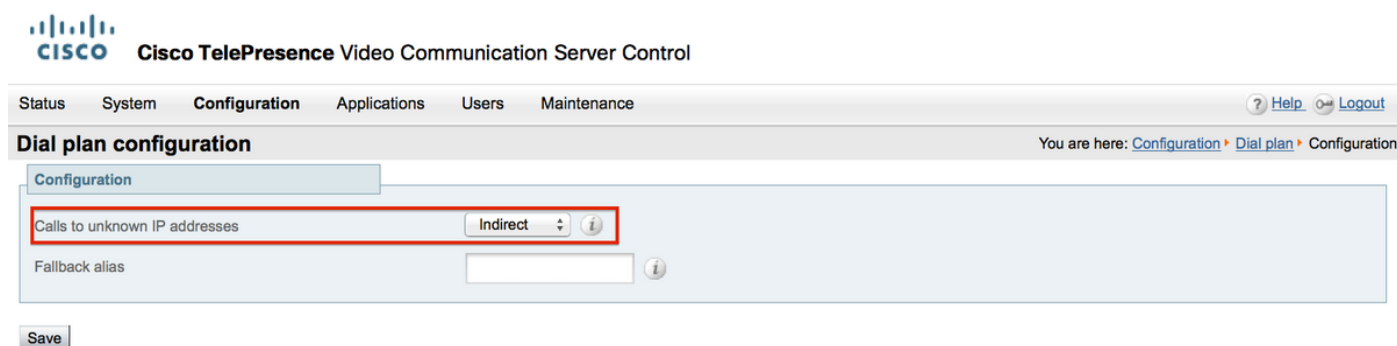 CISCO Cisco TelePresence Video Communication Server Control
Status System Configuration Applications Users Maintenance ? Help Logout
Dial plan configuration You are here: Configuration Dial plan Configuration
Configuration
Calls to unknown IP addresses Indirect i
Fallback alias i
Save